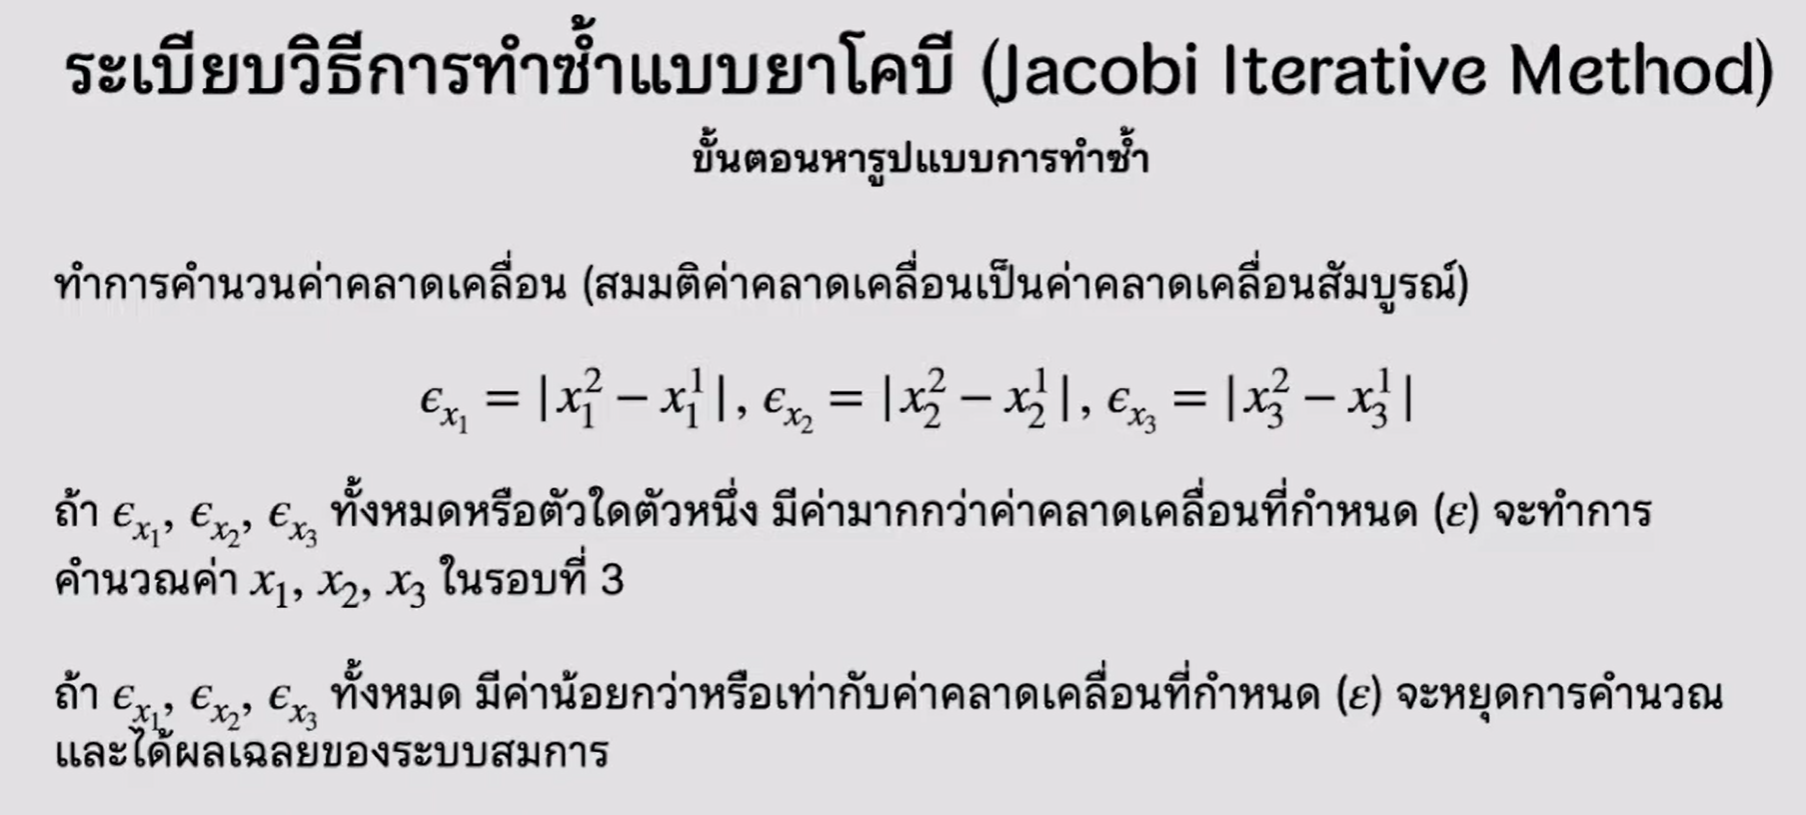 ระเบียบวิธีการทำซ้ำแบบยาโคบี (Jacobi Iterative Method)
ขั้นตอนหารูปแบบการทำซ้ำ
ทำการคำนวนค่าคลาดเคลื่อน (สมมติค่าคลาดเคลื่อนเป็นค่าคลาดเคลื่อนสัมบูรณ์)
ϵ_{x_1} = |x_1^2 − x_1^1|, ϵ_{x_2} = |x_2^2 − x_2^1|, ϵ_{x_3} = |x_3^2 − x_3^1|
ถ้า ϵ_{x_1}, ϵ_{x_2}, ϵ_{x_3} ทั้งหมดหรือตัวใดตัวหนึ่ง มีค่ามากกว่าค่าคลาดเคลื่อนที่กำหนด (ε) จะทำการ
คำนวณค่า x_1, x_2, x_3 ในรอบที่ 3
ถ้า ϵ_{x_1}, ϵ_{x_2}, ϵ_{x_3} ทั้งหมด มีค่าน้อยกว่าหรือเท่ากับค่าคลาดเคลื่อนที่กำหนด (ε) จะหยุดการคำนวณ
และได้ผลเฉลยของระบบสมการ